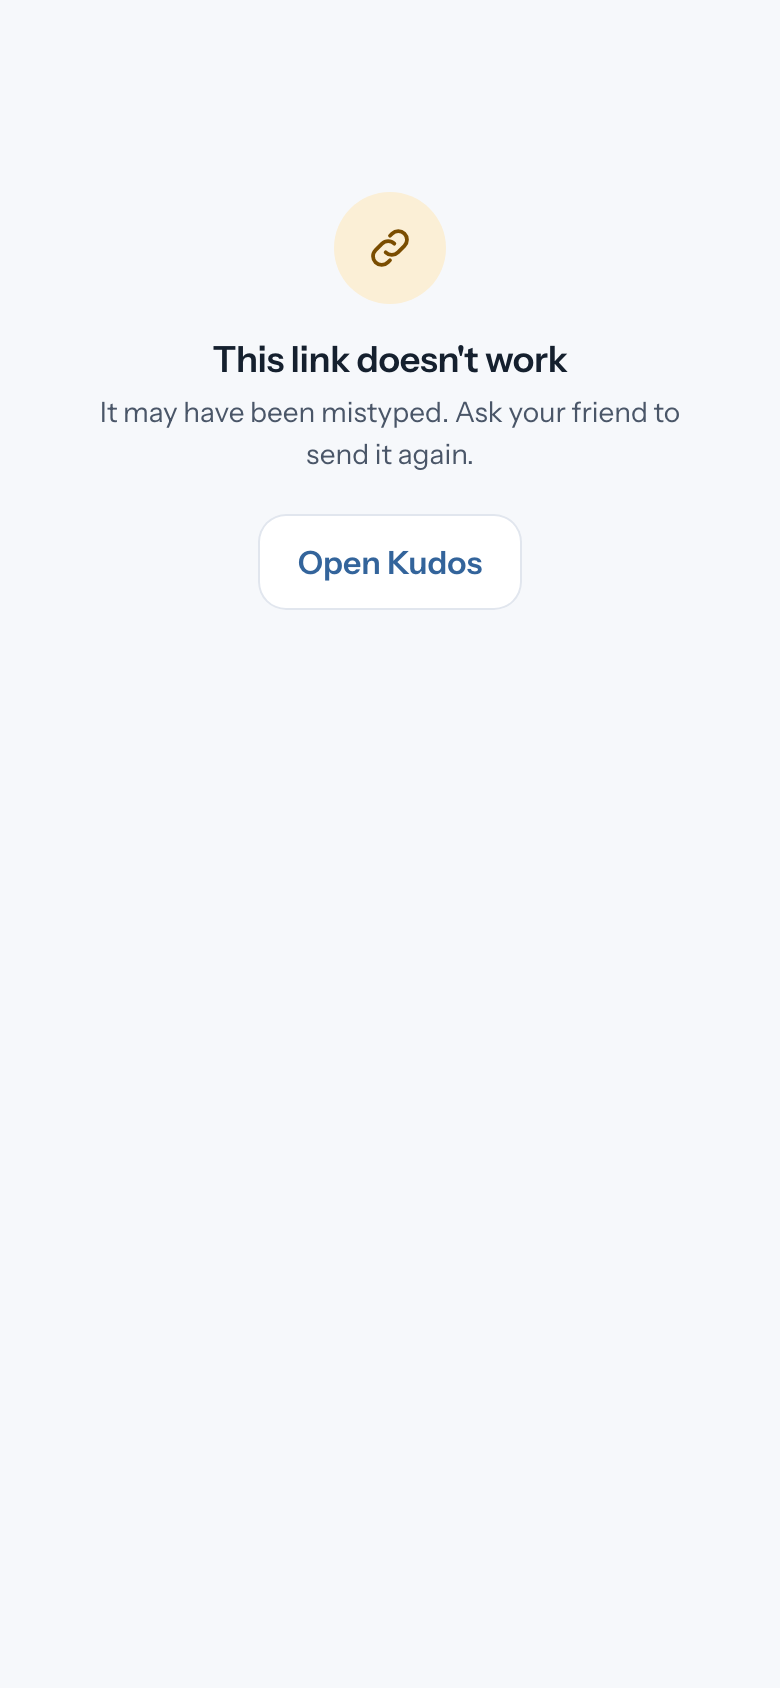 This link doesn't work
It may have been mistyped. Ask your friend to
send it again.
Open Kudos